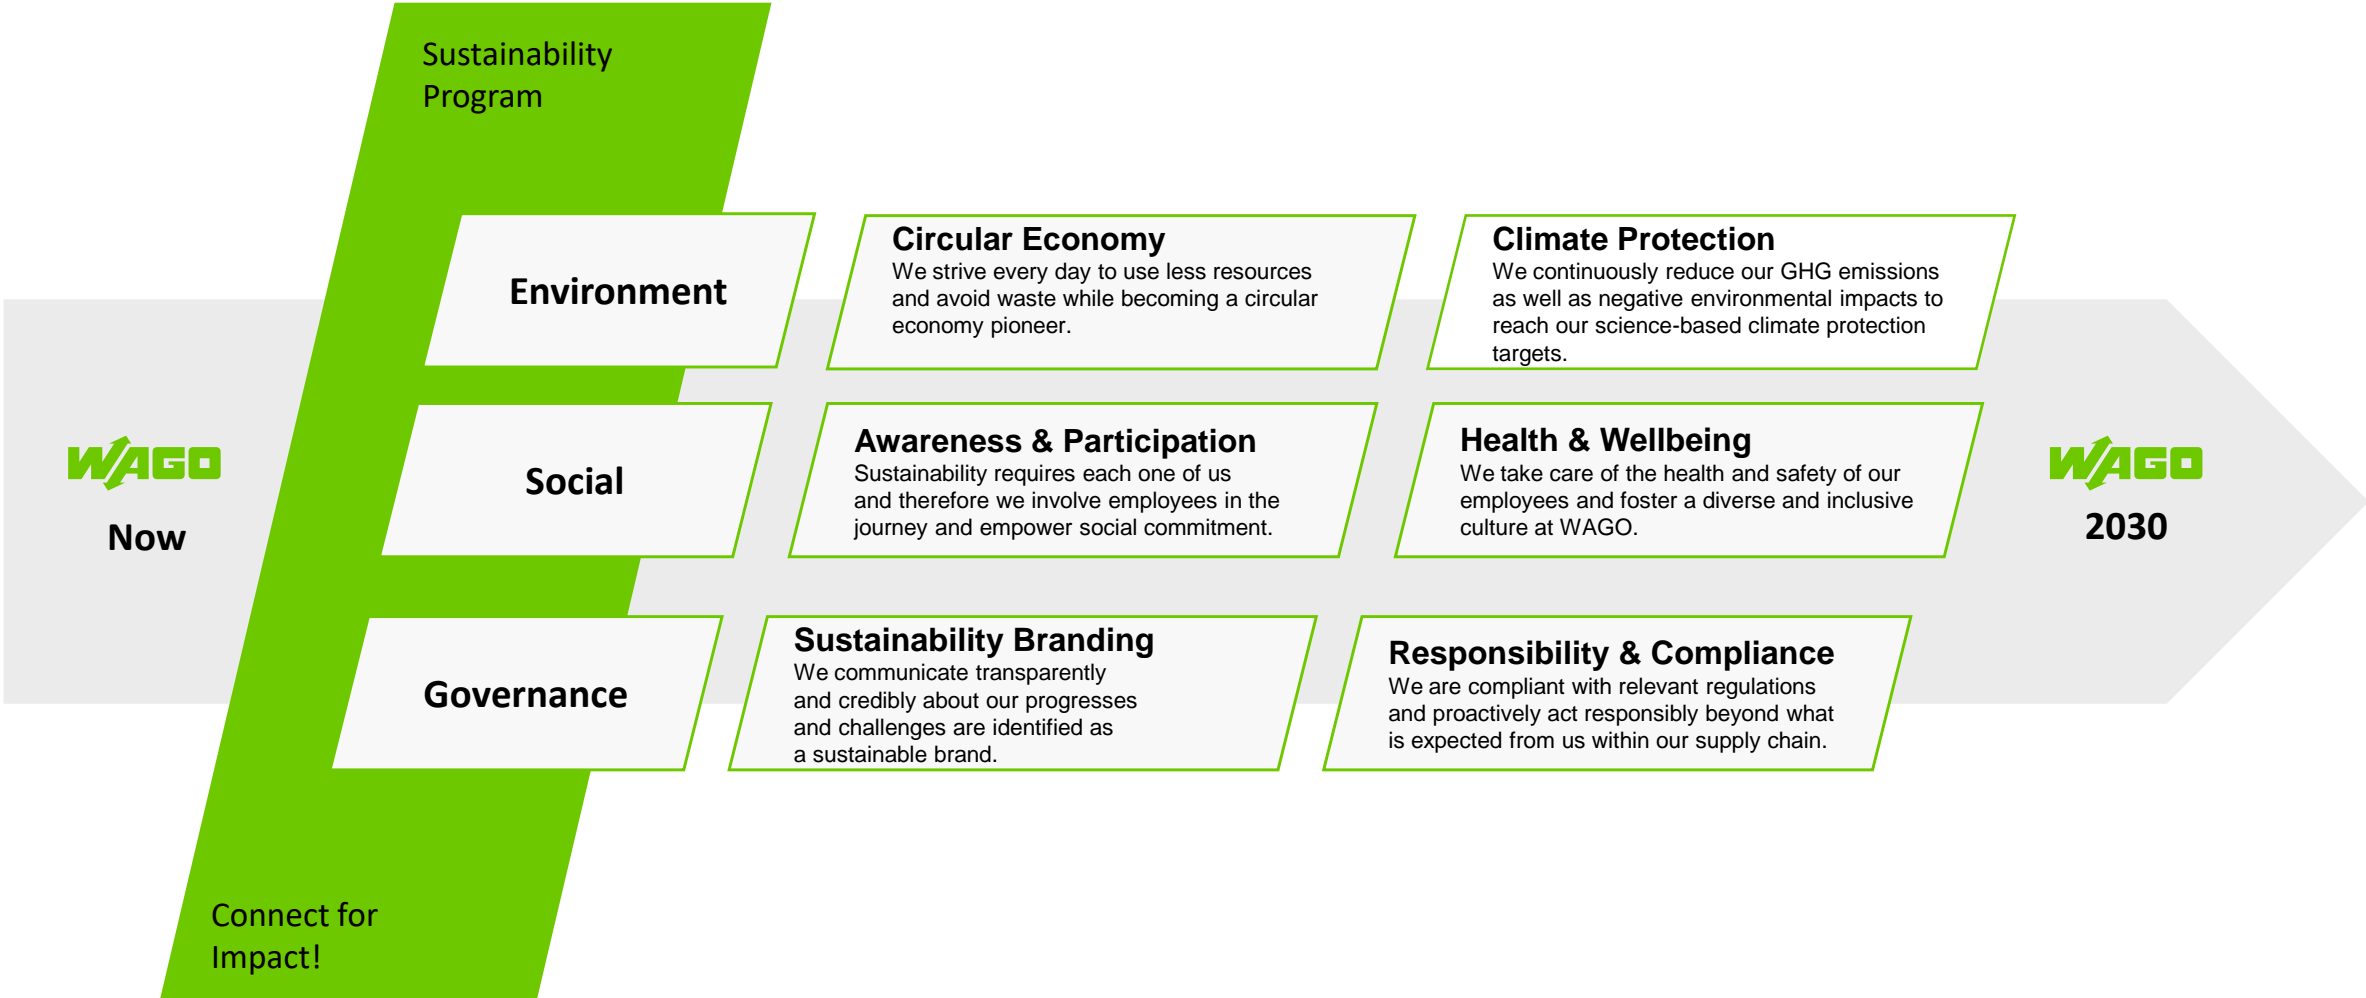 Sustainability
Program
Environment
Circular Economy
We strive every day to use less resources
and avoid waste while becoming a circular
economy pioneer.
Climate Protection
We continuously reduce our GHG emissions
as well as negative environmental impacts to
reach our science-based climate protection
targets.
WAGO
Now
Social
Awareness & Participation
Sustainability requires each one of us
and therefore we involve employees in the
journey and empower social commitment.
Health & Wellbeing
We take care of the health and safety of our
employees and foster a diverse and inclusive
culture at WAGO.
WAGO
2030
Governance
Sustainability Branding
We communicate transparently
and credibly about our progresses
and challenges are identified as
a sustainable brand.
Responsibility & Compliance
We are compliant with relevant regulations
and proactively act responsibly beyond what
is expected from us within our supply chain.
Connect for
Impact!